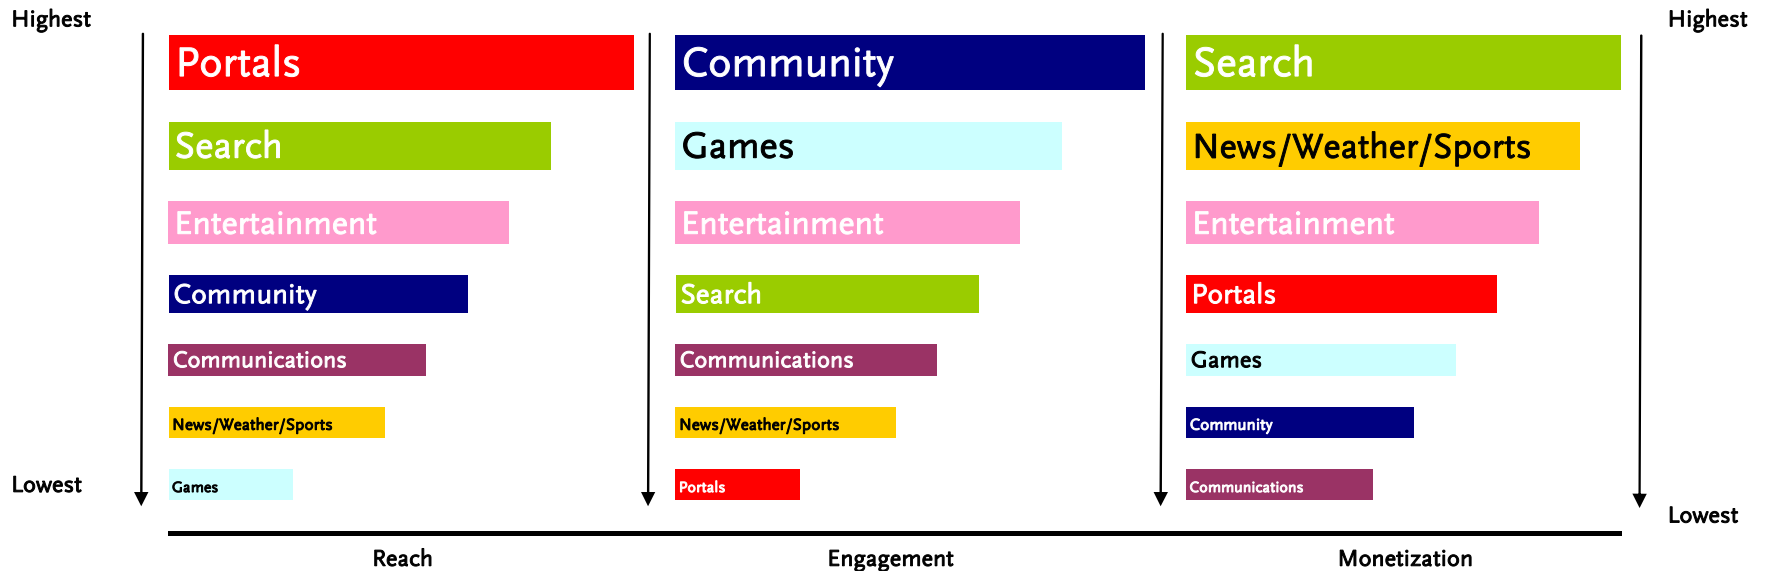 Highest
Highest
Portals
Community
Search
Search
Games
News/Weather/Sports
Entertainment
Entertainment
Entertainment
Community
Search
Portals
Communications
Communications
Games
News/Weather/Sports
News/Weather/Sports
Community
Lowest
Games
Portals
Communications
Lowest
Reach
Engagement
Monetization